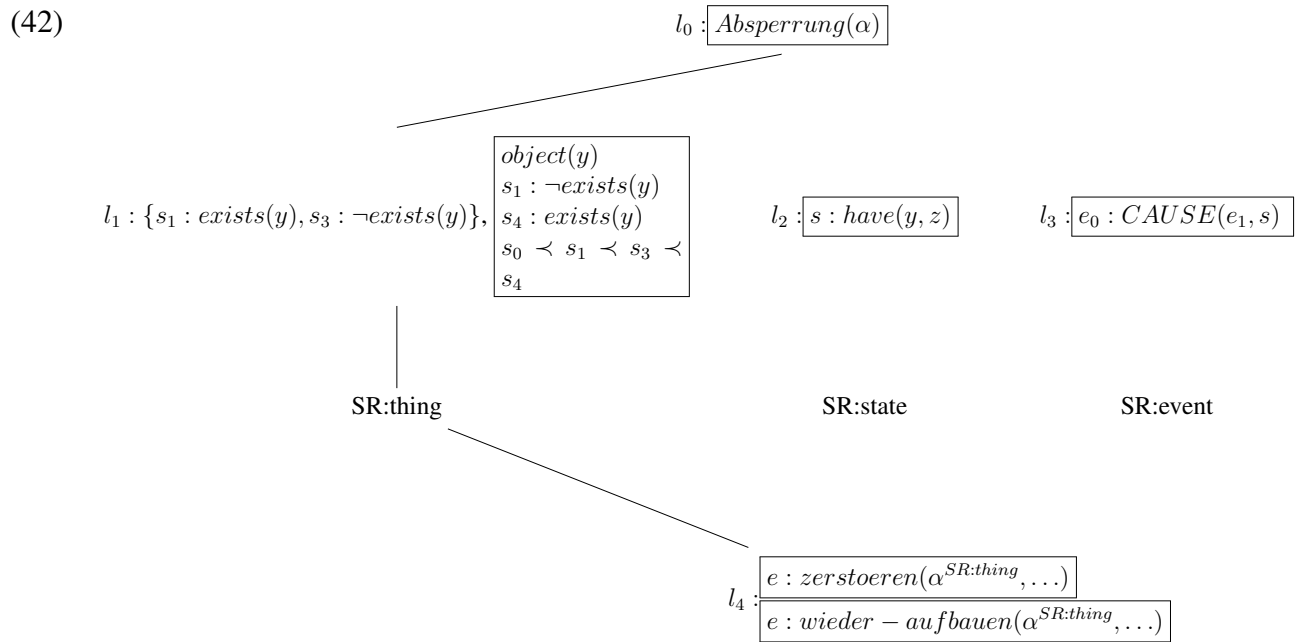 (42)
l₀ : Absperrung(α)
object(y)
s₁ : ¬exists(y)
l₁ : {s₁ : exists(y), s₃ : ¬exists(y)}, s₄ : exists(y)
s₀ ≺ s₁ ≺ s₃ ≺
s₄
l₂ : s : have(y, z)
l₃ : e₀ : CAUSE(e₁, s)
SR:thing
SR:state
SR:event
l₄ : e : zerstoeren(α^SR:thing, . . .)
e : wieder − aufbauen(α^SR:thing, . . .)